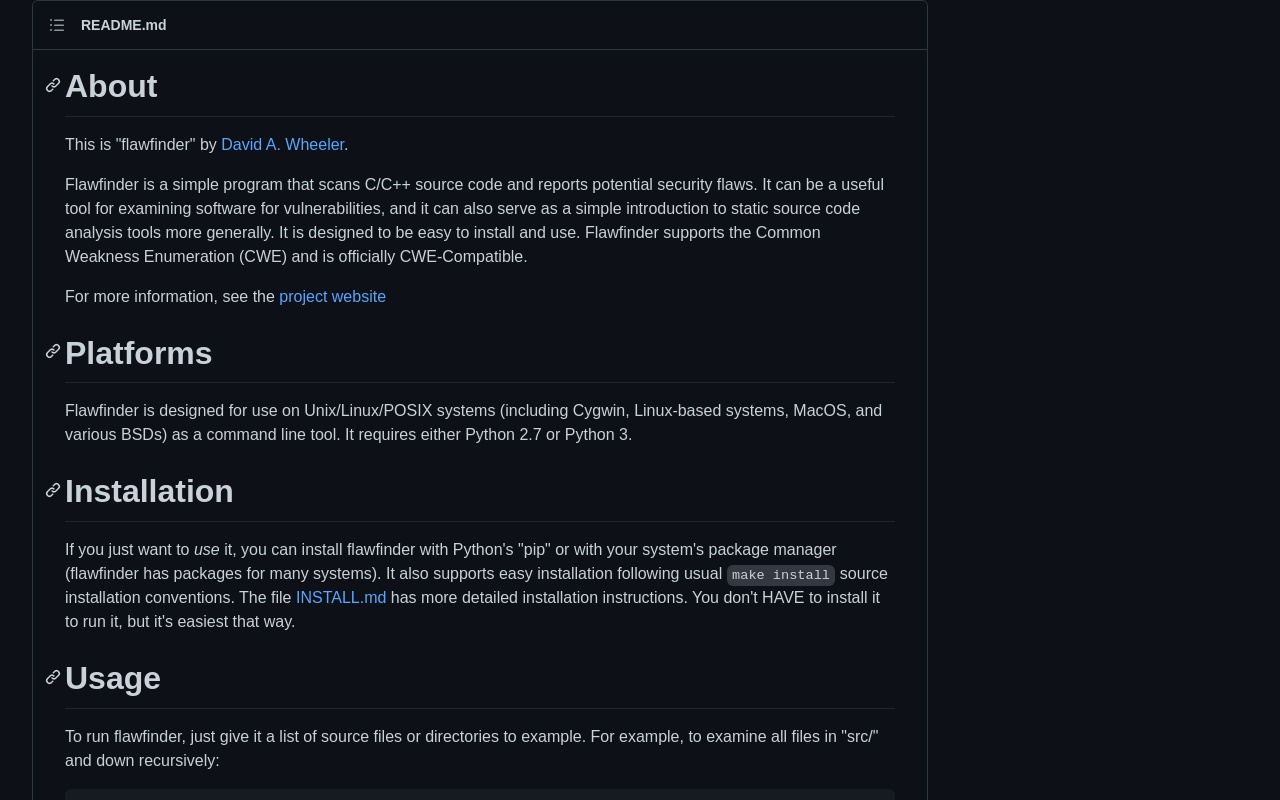 README.md
About
This is "flawfinder" by David A. Wheeler.
Flawfinder is a simple program that scans C/C++ source code and reports potential security flaws. It can be a useful
tool for examining software for vulnerabilities, and it can also serve as a simple introduction to static source code
analysis tools more generally. It is designed to be easy to install and use. Flawfinder supports the Common
Weakness Enumeration (CWE) and is officially CWE-Compatible.
For more information, see the project website
Platforms
Flawfinder is designed for use on Unix/Linux/POSIX systems (including Cygwin, Linux-based systems, MacOS, and
various BSDs) as a command line tool. It requires either Python 2.7 or Python 3.
Installation
If you just want to use it, you can install flawfinder with Python's "pip" or with your system's package manager
(flawfinder has packages for many systems). It also supports easy installation following usual make install source
installation conventions. The file INSTALL.md has more detailed installation instructions. You don't HAVE to install it
to run it, but it's easiest that way.
Usage
To run flawfinder, just give it a list of source files or directories to example. For example, to examine all files in "src/"
and down recursively: